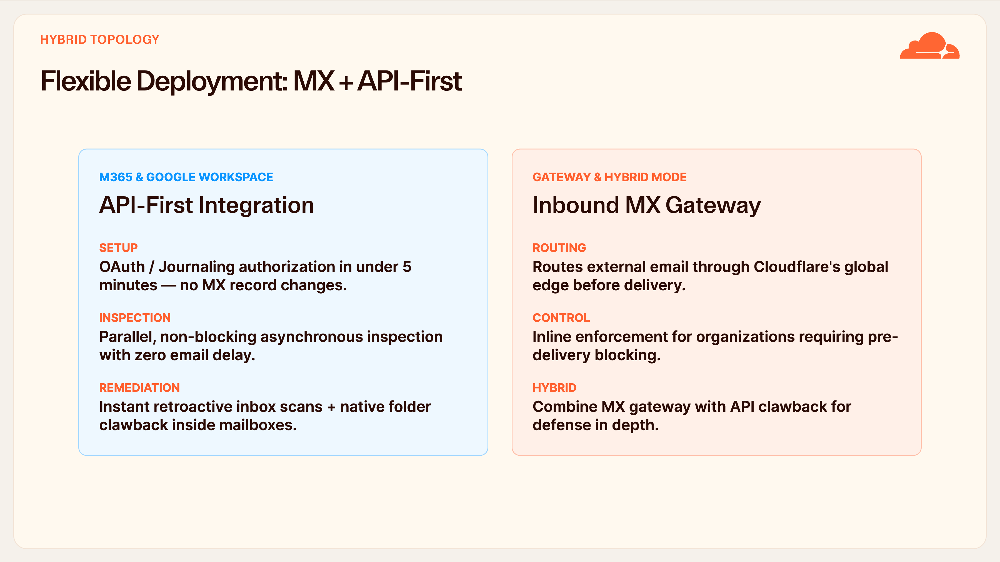 HYBRID TOPOLOGY
Flexible Deployment: MX + API-First
M365 & GOOGLE WORKSPACE
API-First Integration
SETUP
OAuth / Journaling authorization in under 5
minutes — no MX record changes.
INSPECTION
Parallel, non-blocking asynchronous inspection
with zero email delay.
REMEDIATION
Instant retroactive inbox scans + native folder
clawback inside mailboxes.
GATEWAY & HYBRID MODE
Inbound MX Gateway
ROUTING
Routes external email through Cloudflare's global
edge before delivery.
CONTROL
Inline enforcement for organizations requiring pre-
delivery blocking.
HYBRID
Combine MX gateway with API clawback for
defense in depth.